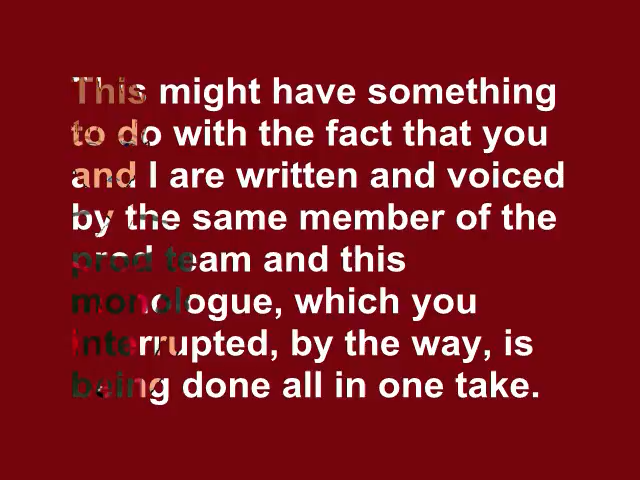 This might have something
to do with the fact that you
and I are written and voiced
by the same member of the
prod team and this
monologue, which you
interrupted, by the way, is
being done all in one take.